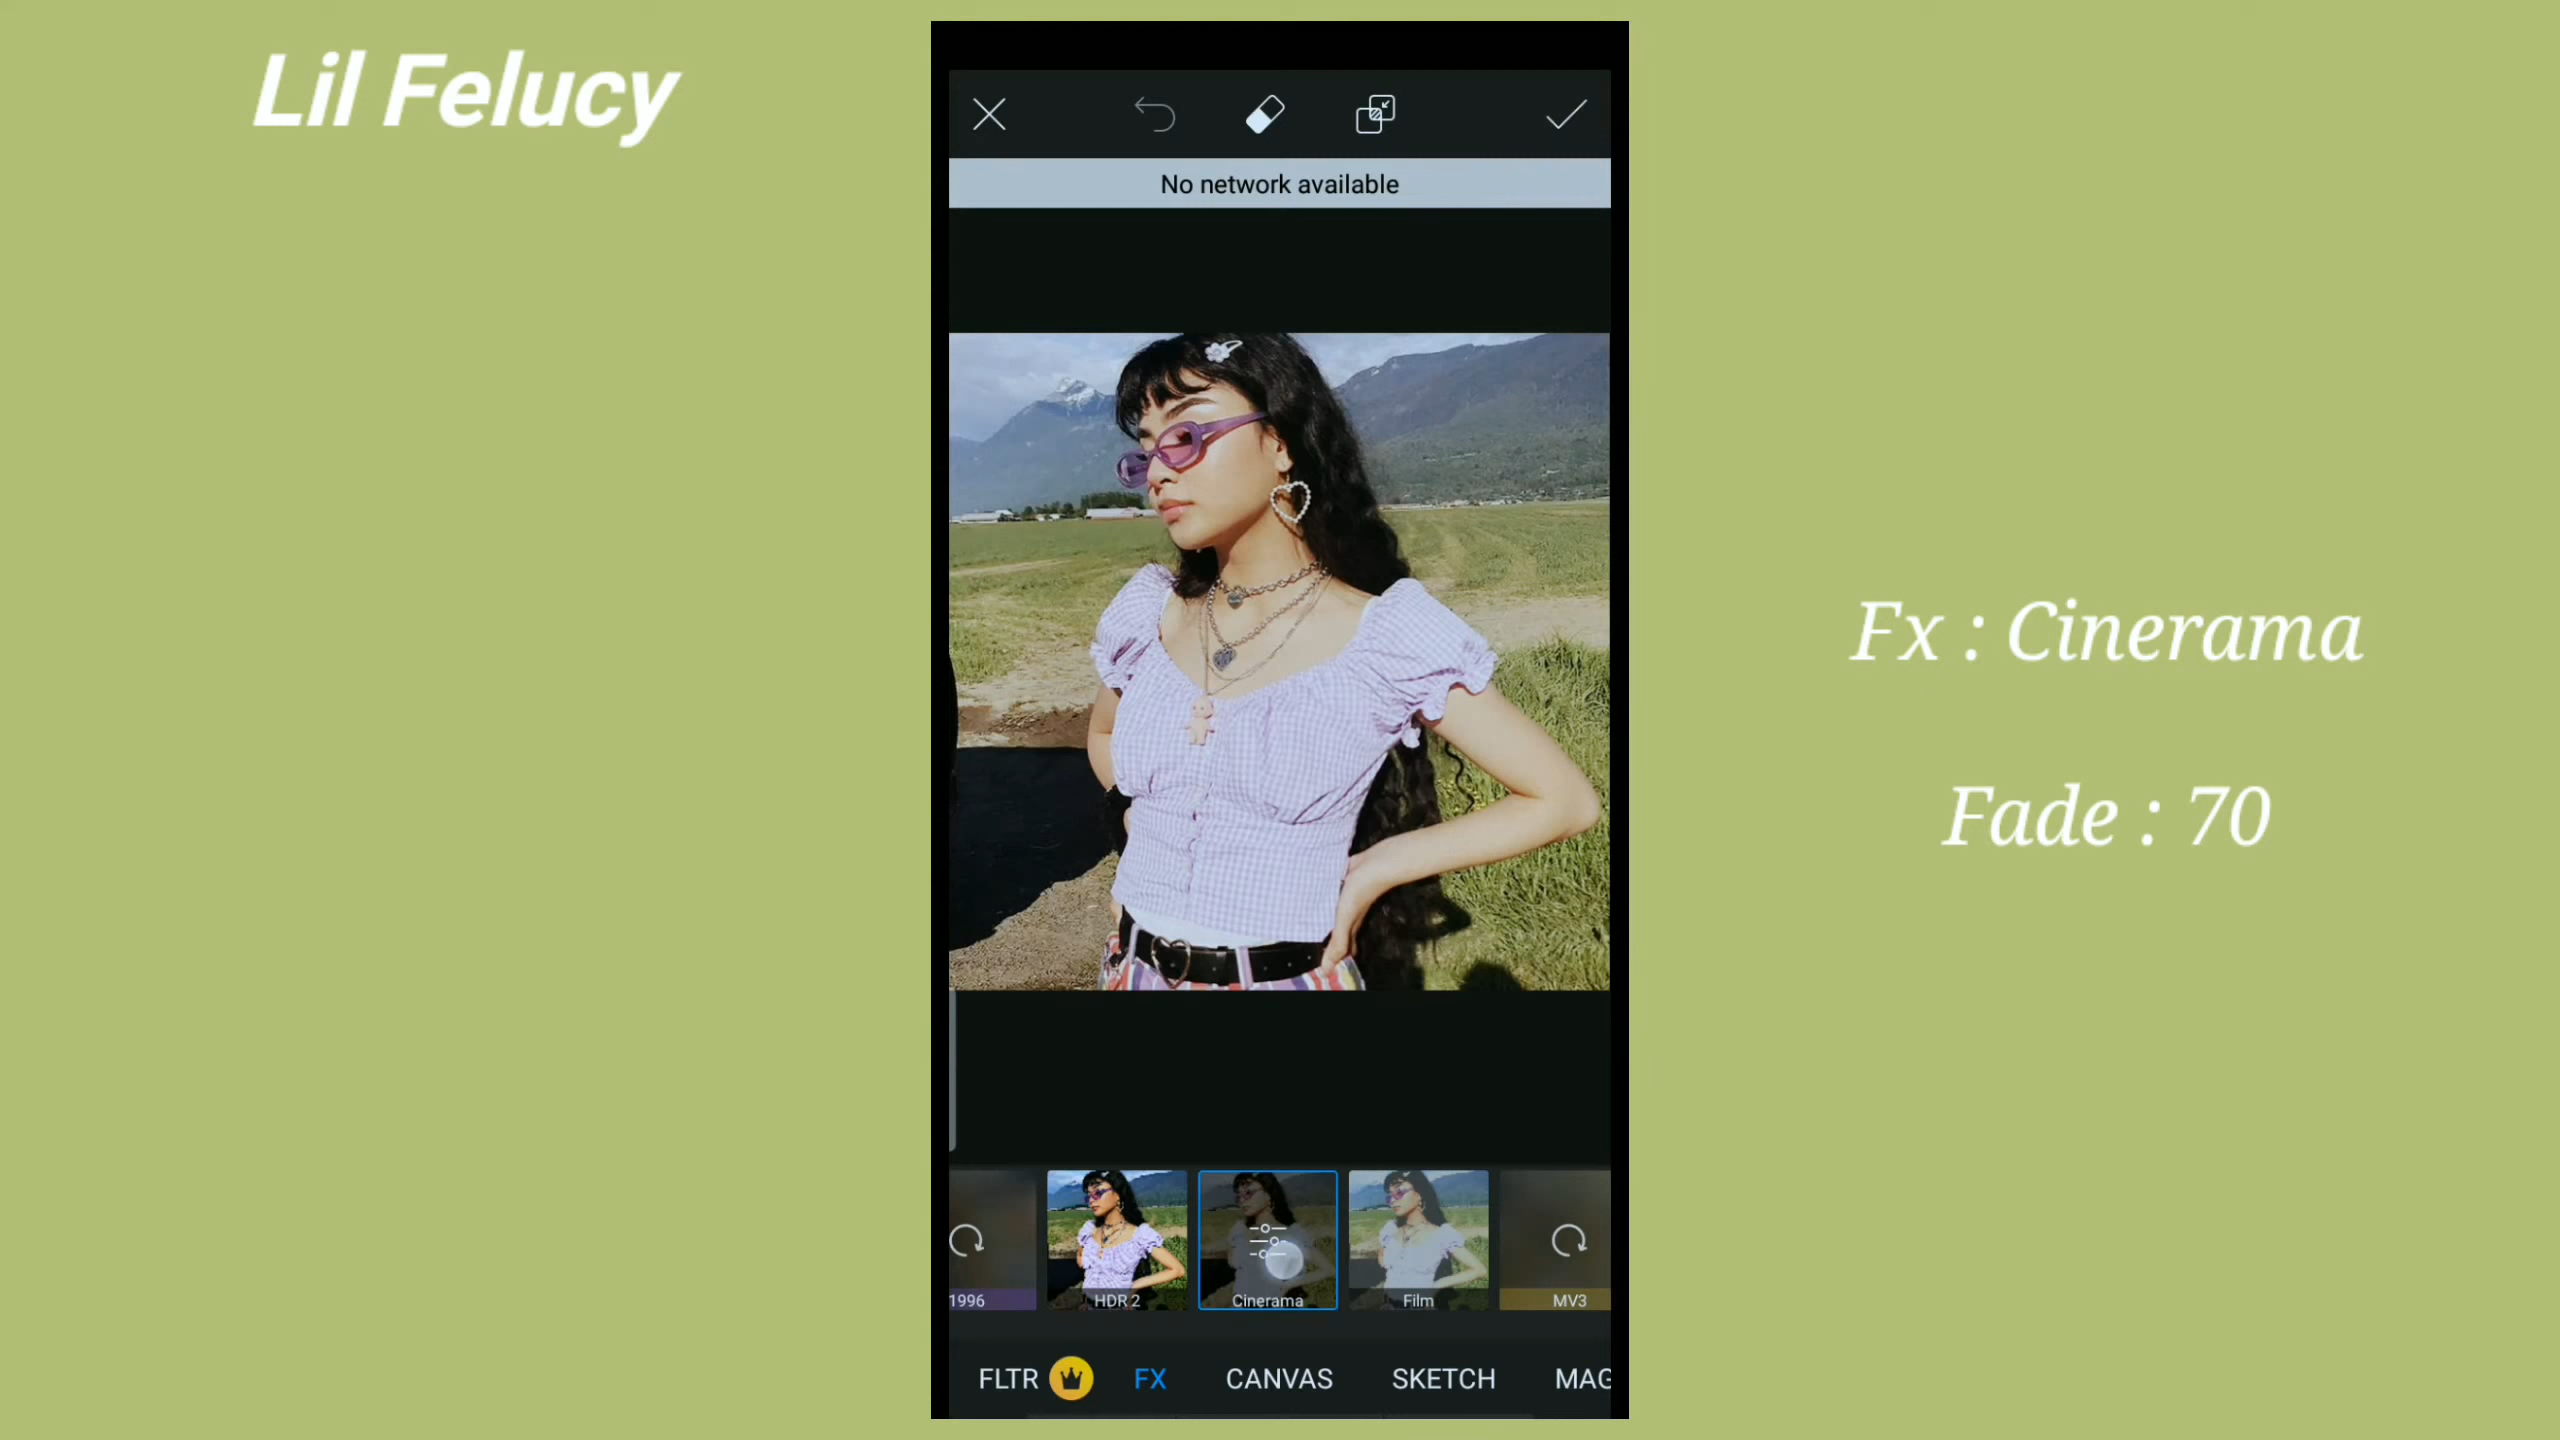 Lil Felucy
No network available
Fx : Cinerama
Fade : 70
1996
HDR 2
Cinerama
Film
MV3
FLTR
FX
CANVAS
SKETCH
MAG